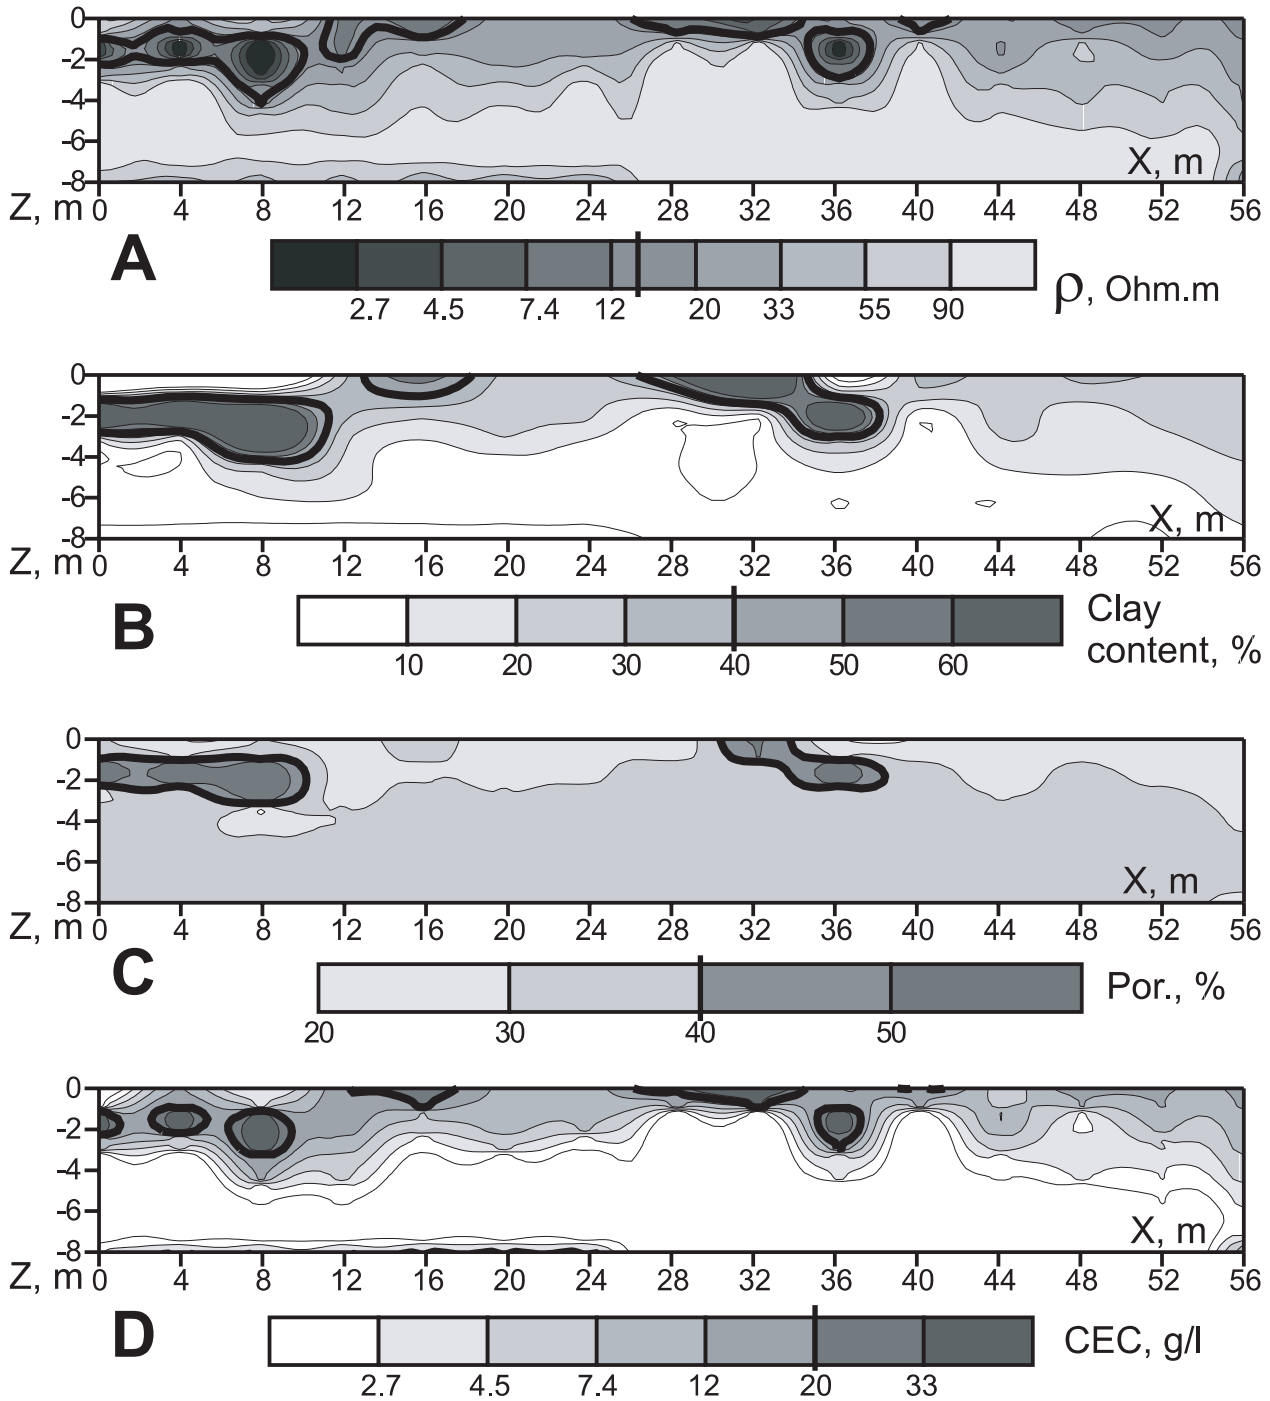 0
-2
-4
-6
-8
X, m
Z, m 0 4 8 12 16 20 24 28 32 36 40 44 48 52 56
A
2.7 4.5 7.4 12 20 33 55 90
ρ, Ohm.m
0
-2
-4
-6
-8
X, m
Z, m 0 4 8 12 16 20 24 28 32 36 40 44 48 52 56
B
10 20 30 40 50 60
Clay
content, %
0
-2
-4
-6
-8
X, m
Z, m 0 4 8 12 16 20 24 28 32 36 40 44 48 52 56
C
20 30 40 50
Por., %
0
-2
-4
-6
-8
X, m
Z, m 0 4 8 12 16 20 24 28 32 36 40 44 48 52 56
D
2.7 4.5 7.4 12 20 33
CEC, g/l